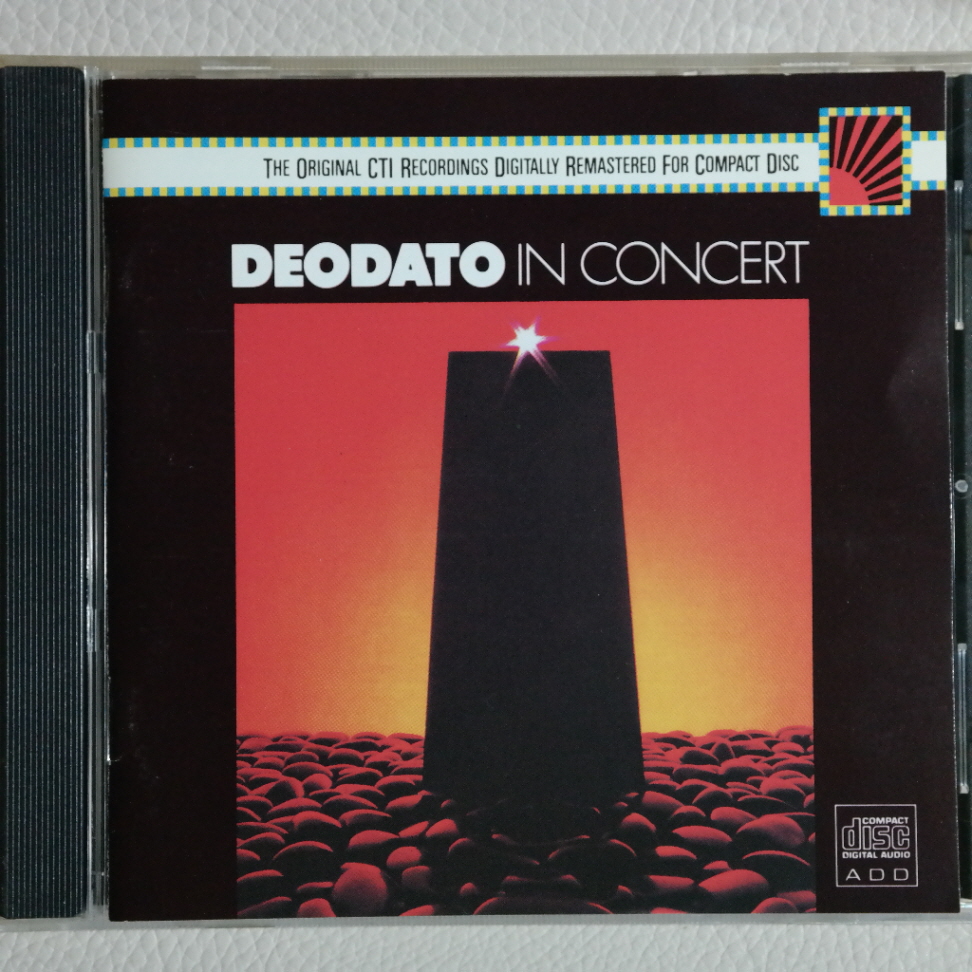 THE ORIGINAL CTI RECORDINGS DIGITALLY REMASTERED FOR COMPACT DISC
DEODATO IN CONCERT
COMPACT
disc
DIGITAL AUDIO
ADD